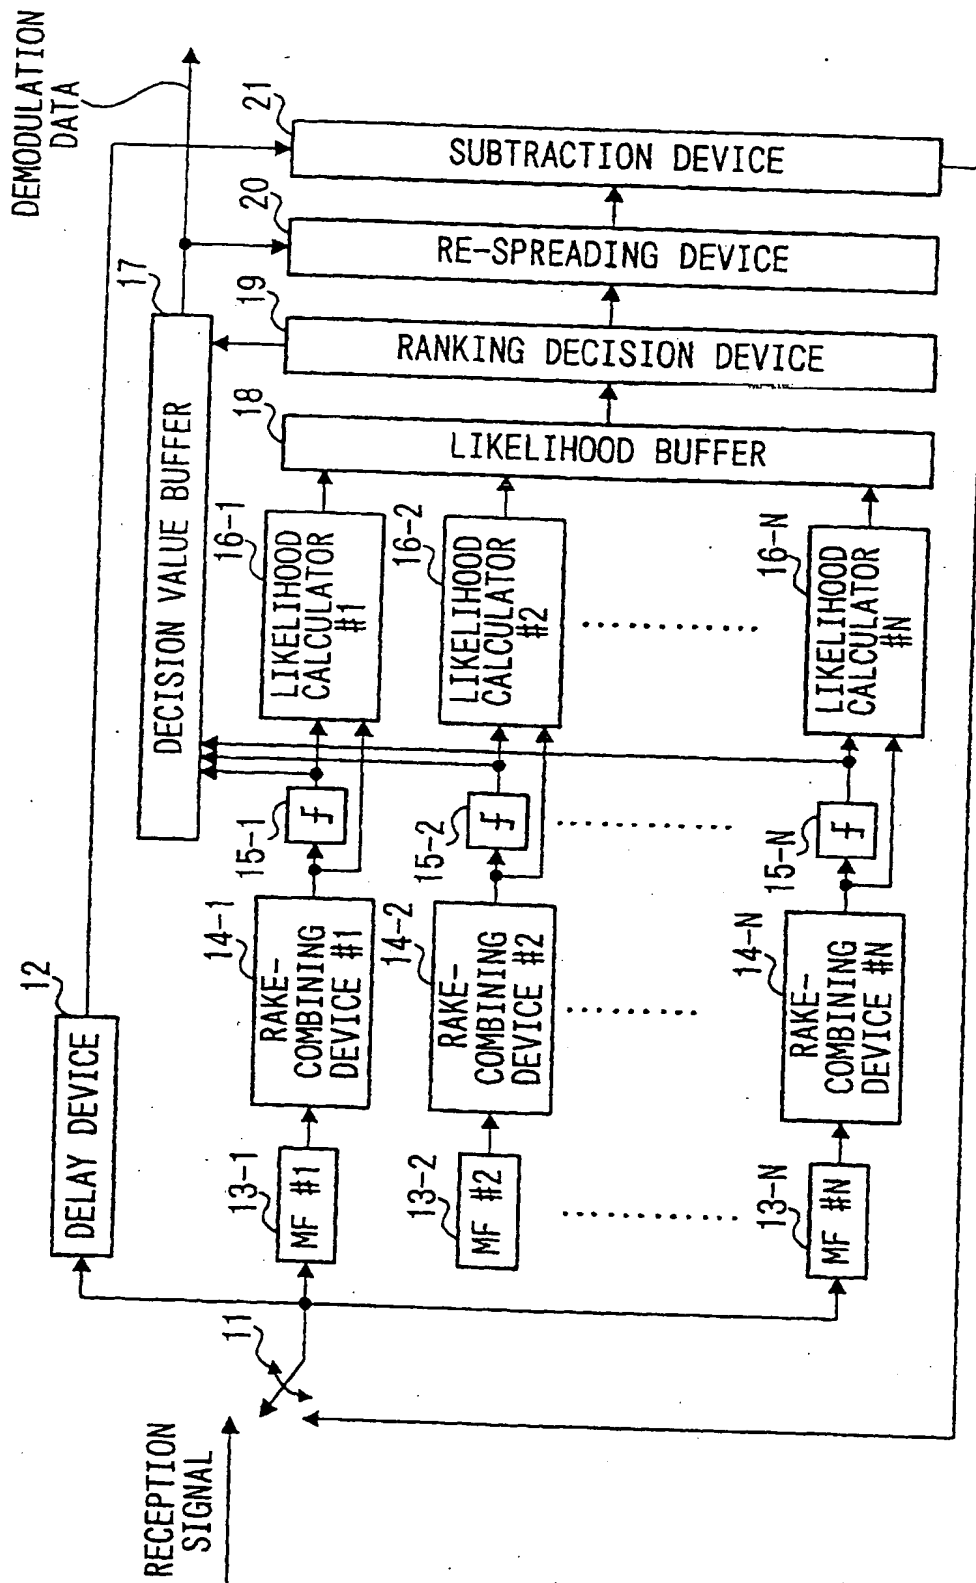 DEMODULATION
DATA
12
DELAY DEVICE
17
DECISION VALUE BUFFER
RECEPTION
SIGNAL
11
13-1
MF #1
14-1
RAKE-
COMBINING
DEVICE #1
15-1
16-1
LIKELIHOOD
CALCULATOR
#1
13-2
MF #2
14-2
RAKE-
COMBINING
DEVICE #2
15-2
16-2
LIKELIHOOD
CALCULATOR
#2
13-N
MF #N
14-N
RAKE-
COMBINING
DEVICE #N
15-N
16-N
LIKELIHOOD
CALCULATOR
#N
18
LIKELIHOOD BUFFER
19
RANKING DECISION DEVICE
20
RE-SPREADING DEVICE
21
SUBTRACTION DEVICE